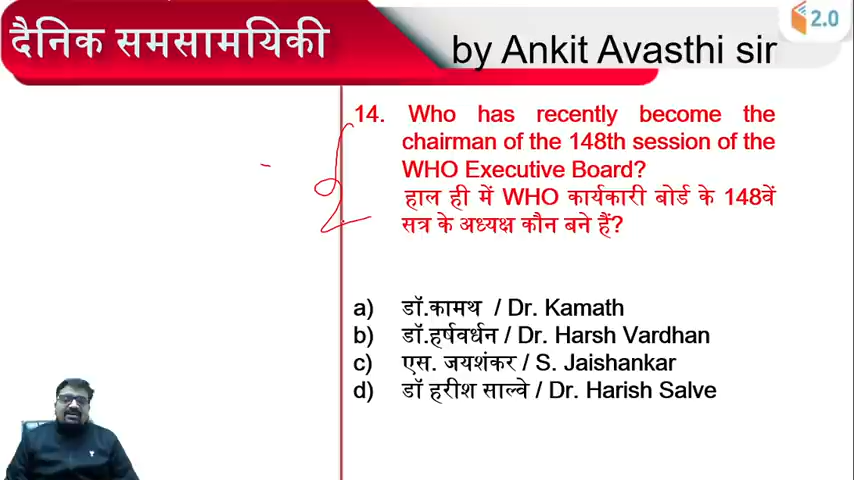 दैनिक समसामयिकी
by Ankit Avasthi sir
2.0
14. Who has recently become the
chairman of the 148th session of the
WHO Executive Board?
हाल ही में WHO कार्यकारी बोर्ड के 148वें
सत्र के अध्यक्ष कौन बने हैं?
a) डॉ.कामथ / Dr. Kamath
b) डॉ.हर्षवर्धन / Dr. Harsh Vardhan
c) एस. जयशंकर / S. Jaishankar
d) डॉ हरीश साल्वे / Dr. Harish Salve